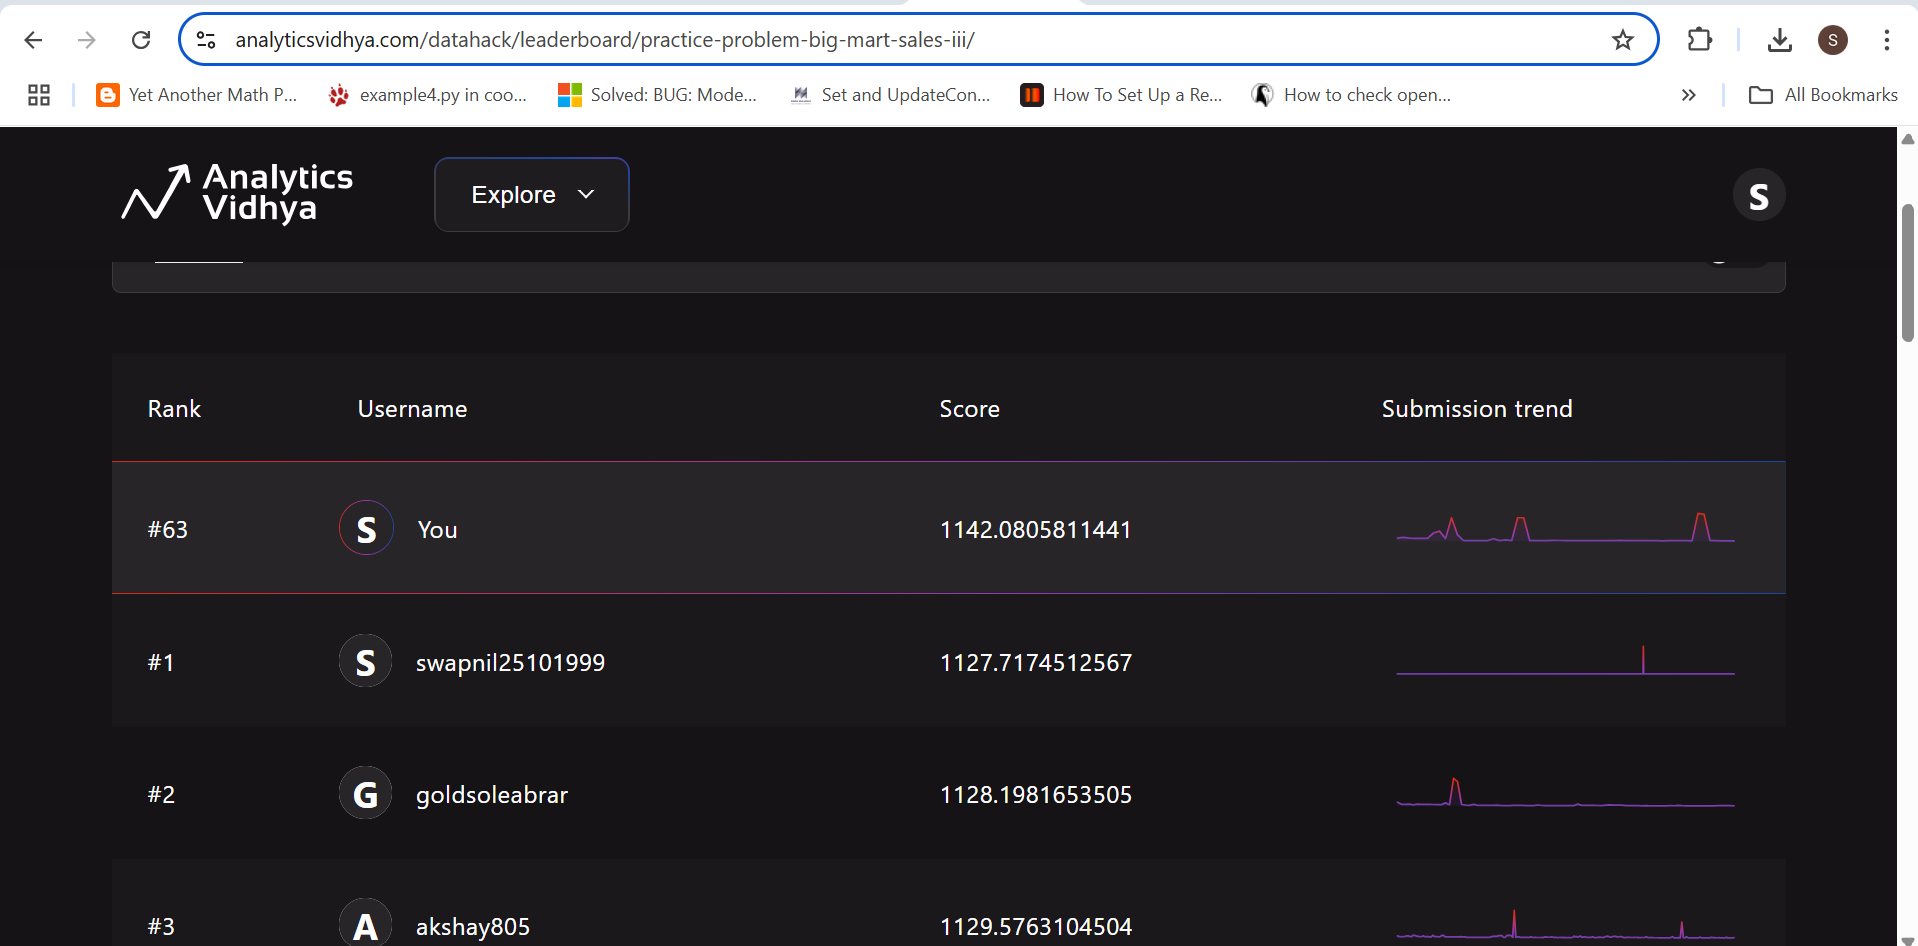 analyticsvidhya.com/datahack/leaderboard/practice-problem-big-mart-sales-iii/
S
Yet Another Math P...
example4.py in coo...
Solved: BUG: Mode...
Set and UpdateCon...
How To Set Up a Re...
How to check open...
All Bookmarks
Analytics
Vidhya
Explore
S
Rank Username Score Submission trend
#63 S You 1142.0805811441
#1 S swapnil25101999 1127.7174512567
#2 G goldsoleabrar 1128.1981653505
#3 A akshay805 1129.5763104504